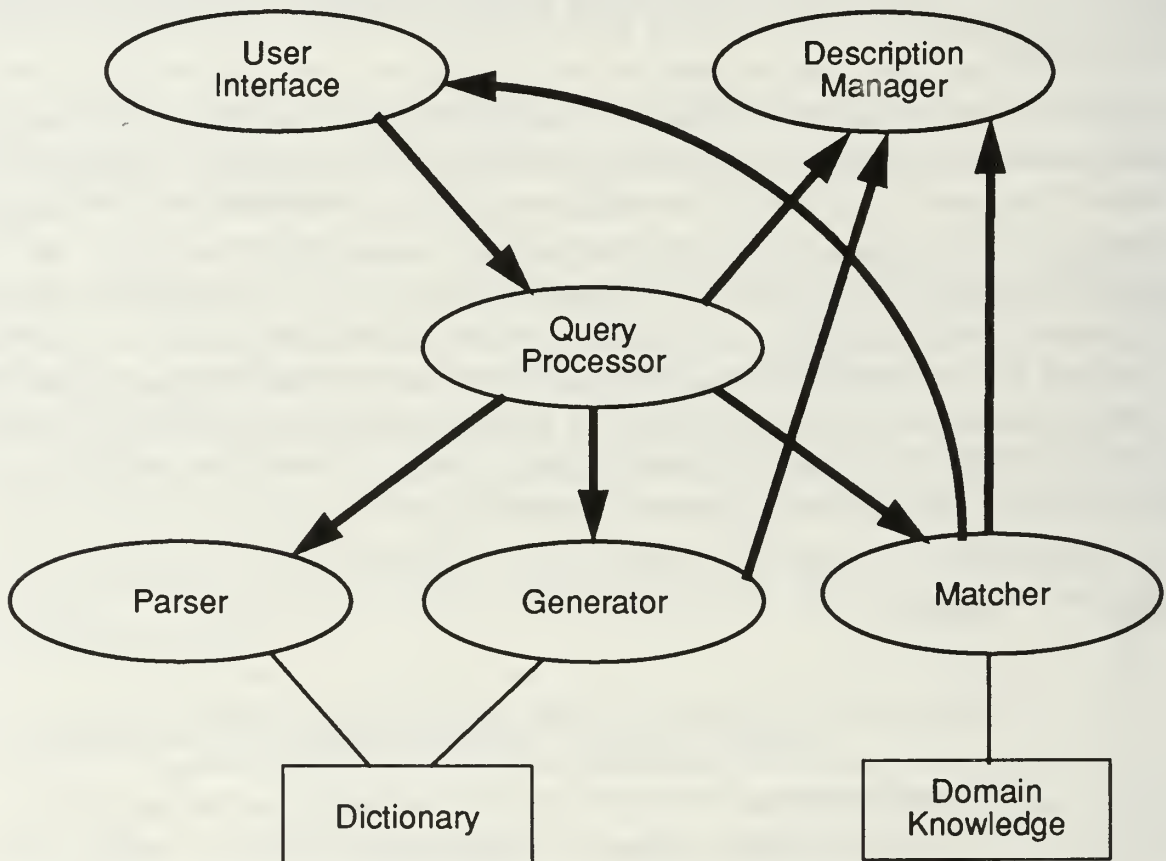 User
Interface
Description
Manager
Query
Processor
Parser
Generator
Matcher
Dictionary
Domain
Knowledge